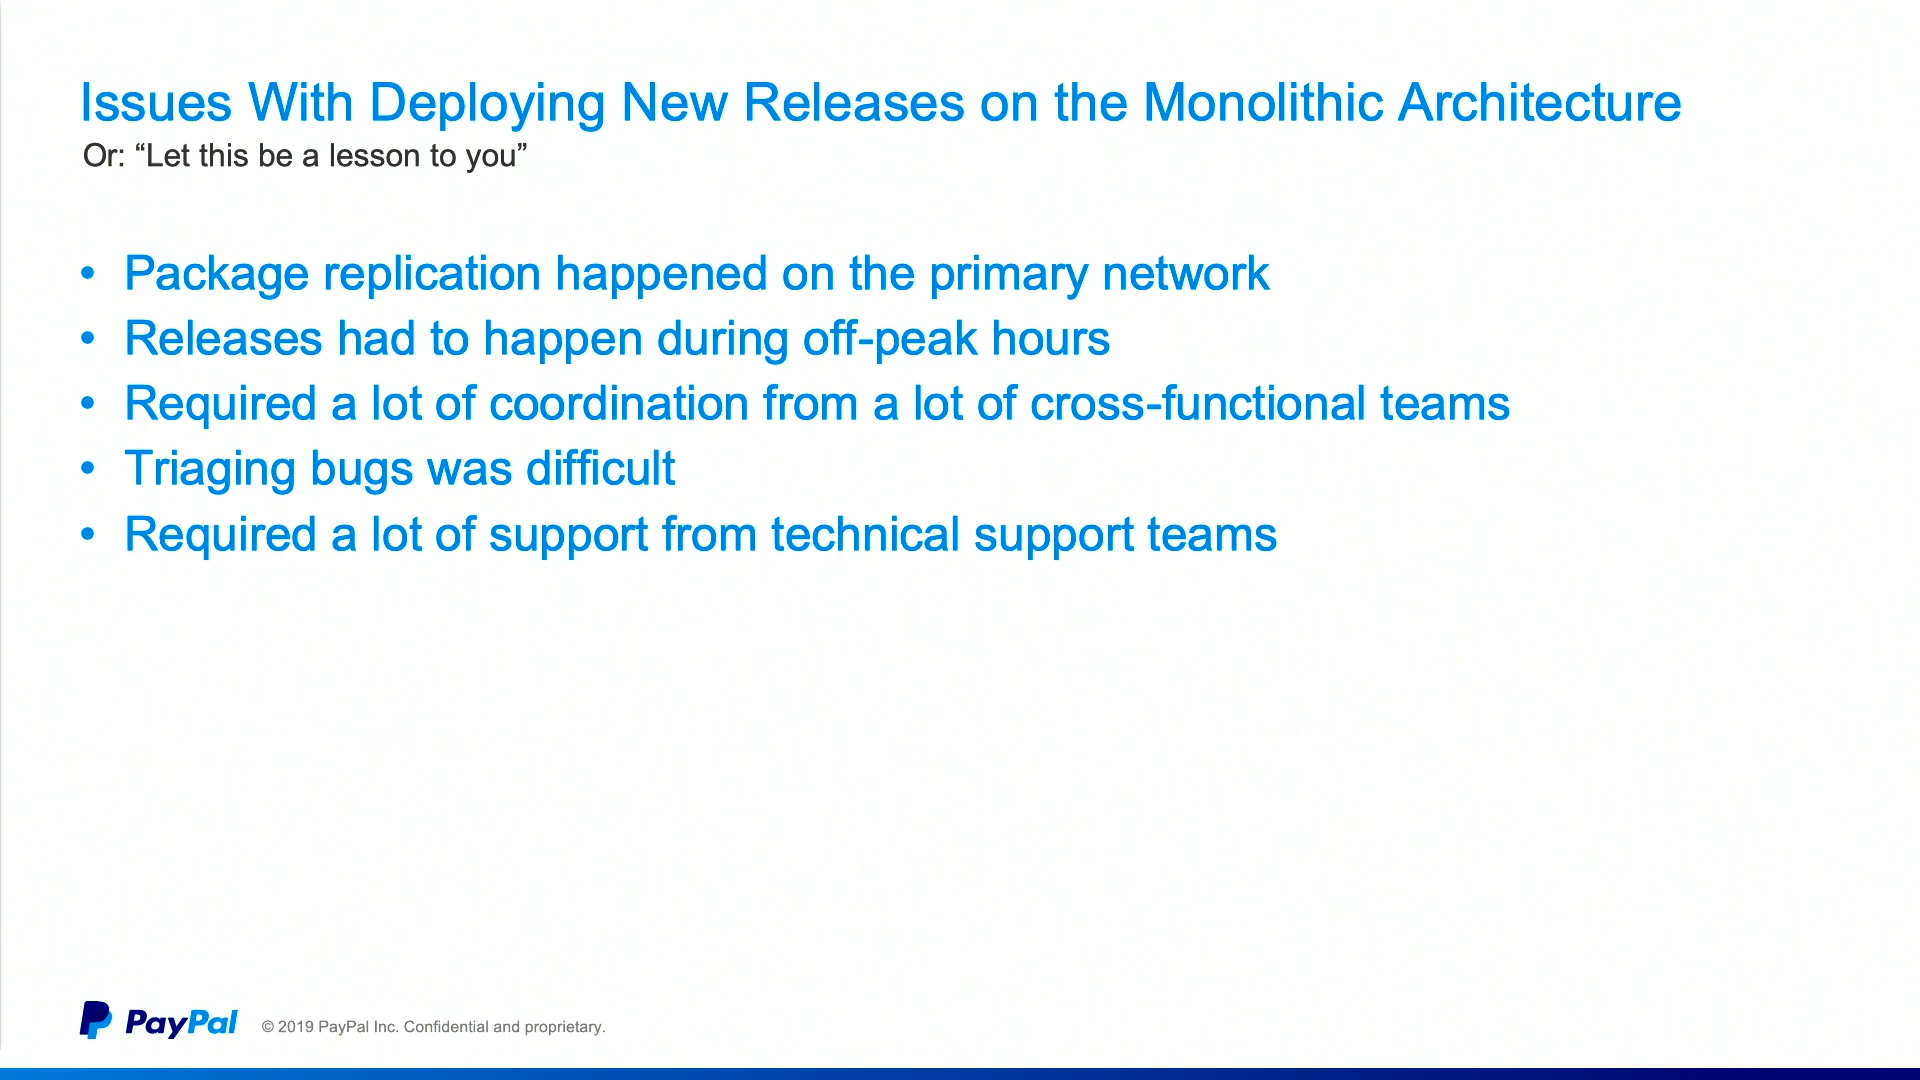 Issues With Deploying New Releases on the Monolithic Architecture
Or: “Let this be a lesson to you”
• Package replication happened on the primary network
• Releases had to happen during off-peak hours
• Required a lot of coordination from a lot of cross-functional teams
• Triaging bugs was difficult
• Required a lot of support from technical support teams
PayPal © 2019 PayPal Inc. Confidential and proprietary.